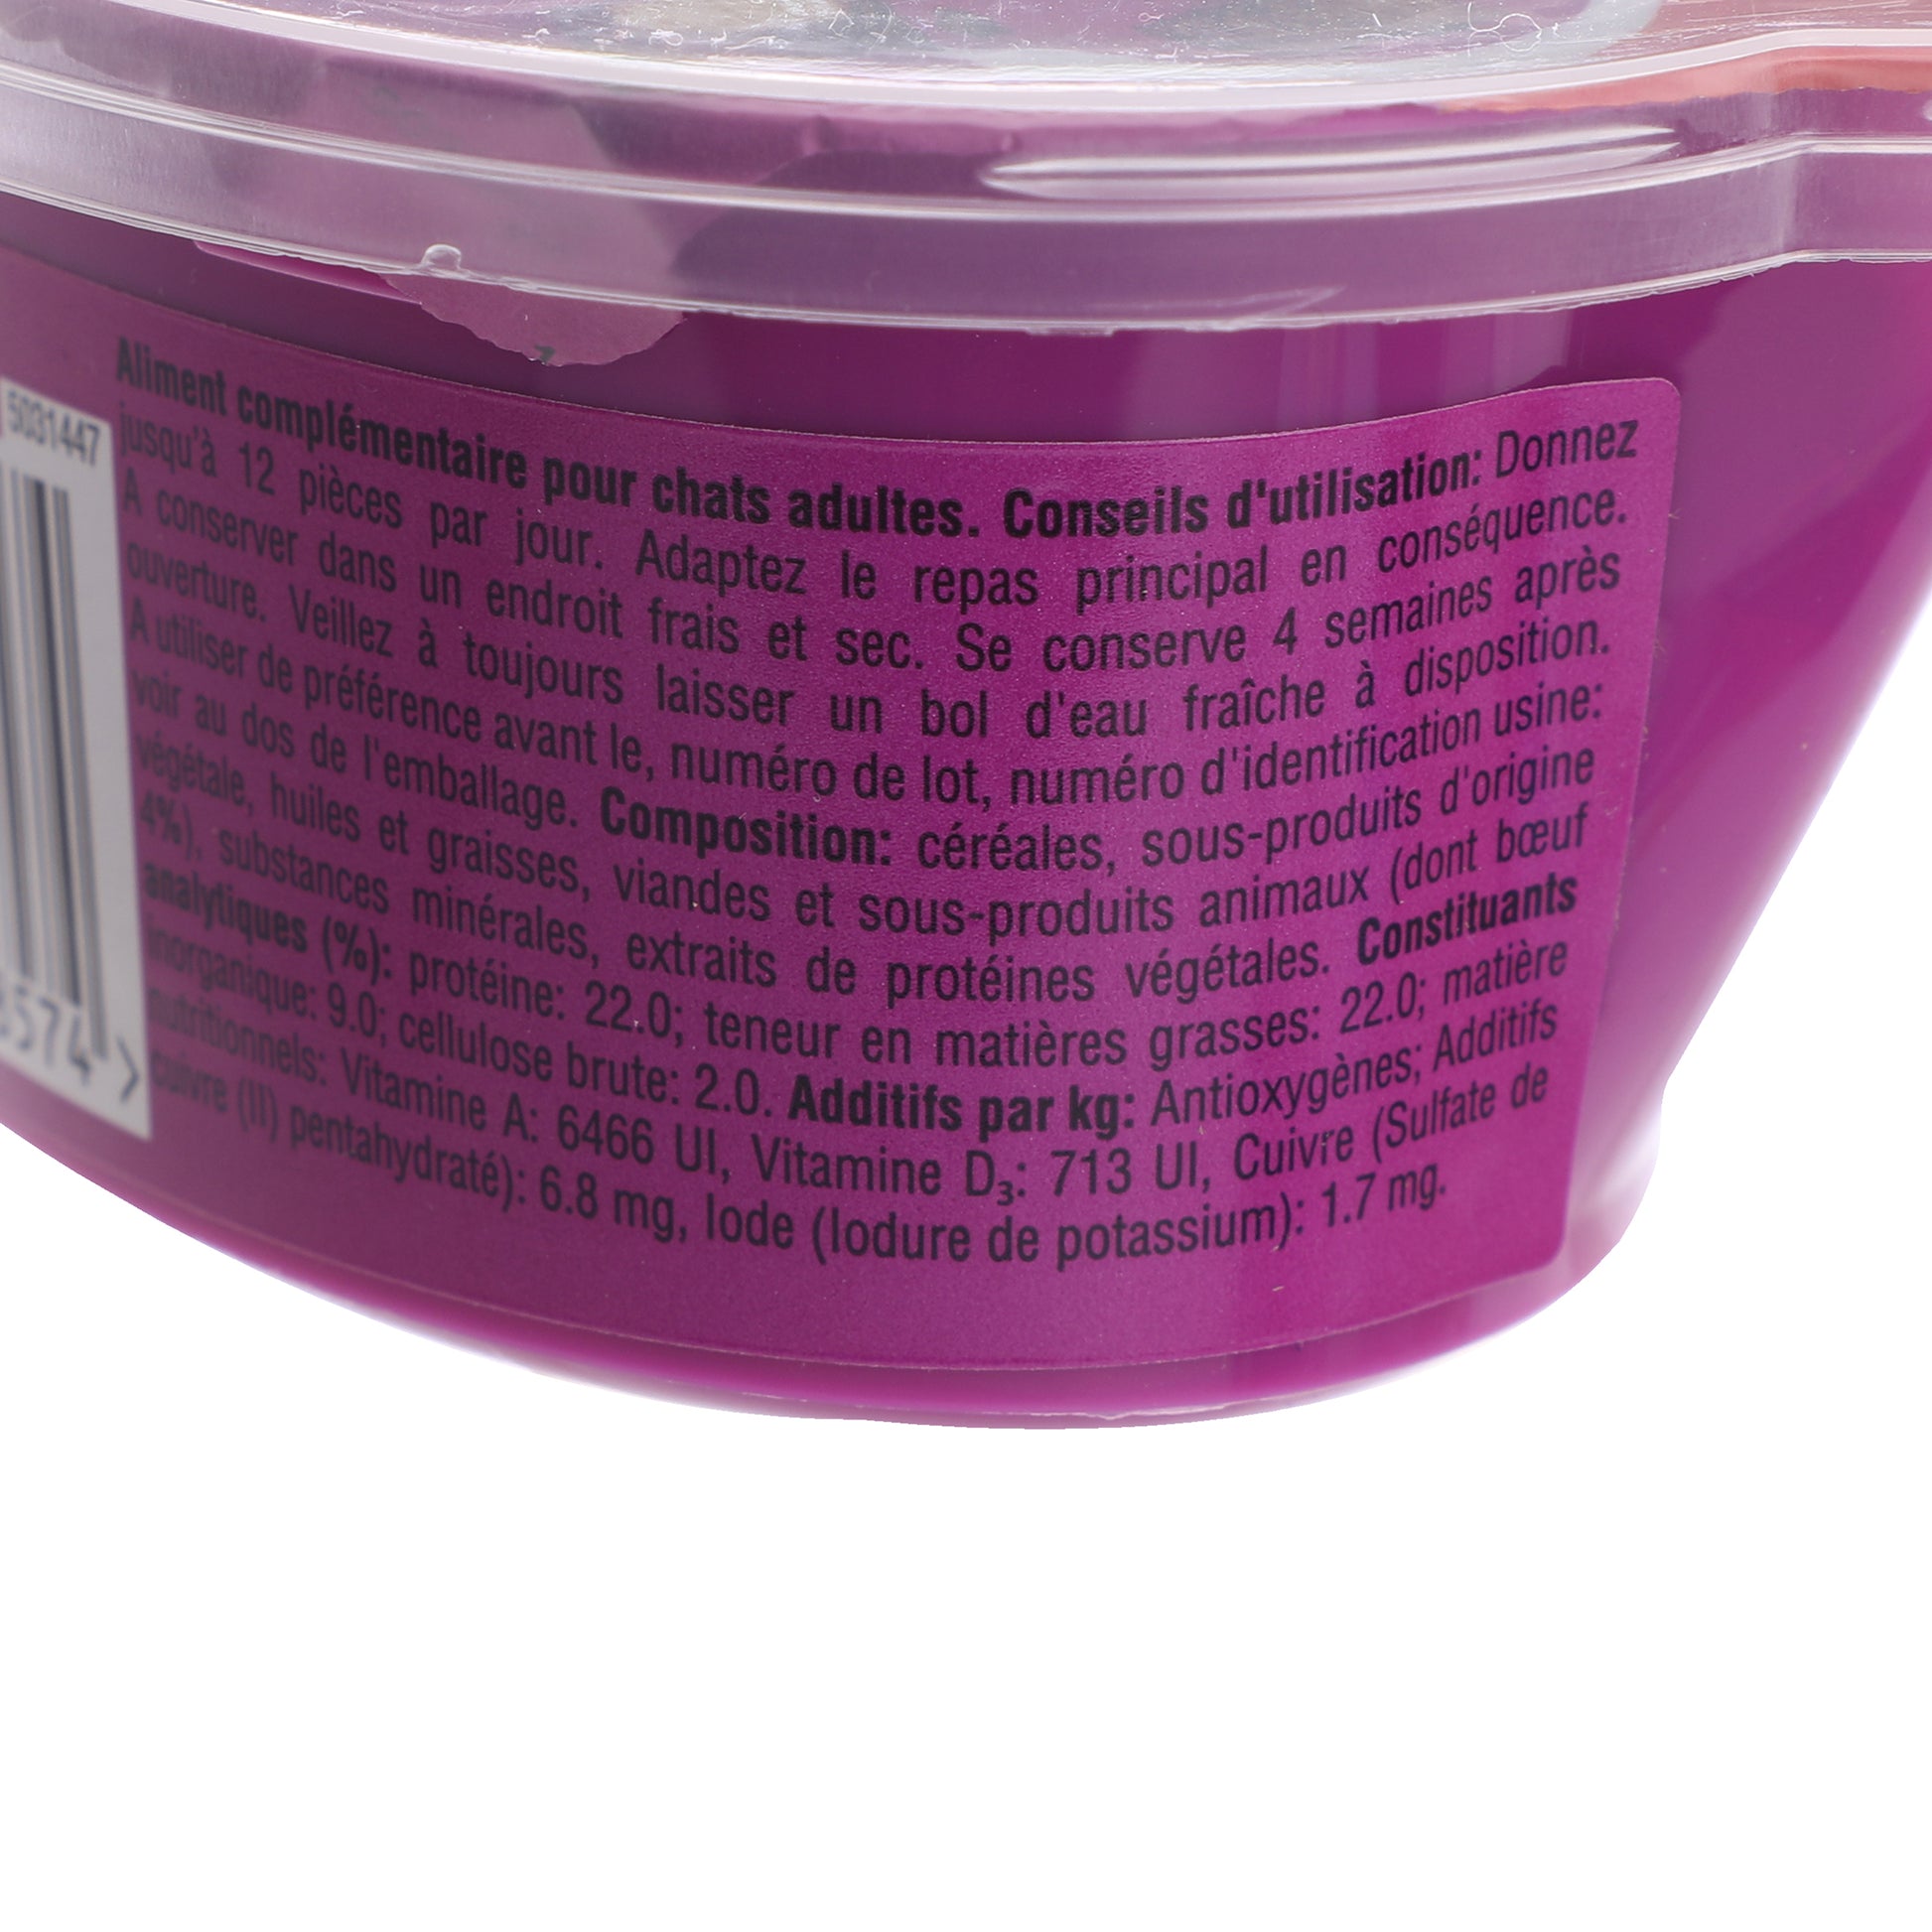 5031447
574
Aliment complémentaire pour chats adultes. Conseils d'utilisation: Donnez
jusqu'à 12 pièces par jour. Adaptez le repas principal en conséquence.
A conserver dans un endroit frais et sec. Se conserve 4 semaines après
ouverture. Veillez à toujours laisser un bol d'eau fraîche à disposition.
A utiliser de préférence avant le, numéro de lot, numéro d'identification usine:
voir au dos de l'emballage. Composition: céréales, sous-produits d'origine
végétale, huiles et graisses, viandes et sous-produits animaux (dont bœuf
4%), substances minérales, extraits de protéines végétales. Constituants
analytiques (%): protéine: 22.0; teneur en matières grasses: 22.0; matière
inorganique: 9.0; cellulose brute: 2.0. Additifs par kg: Antioxygènes; Additifs
nutritionnels: Vitamine A: 6466 UI, Vitamine D₃: 713 UI, Cuivre (Sulfate de
cuivre (II) pentahydraté): 6.8 mg, Iode (Iodure de potassium): 1.7 mg.